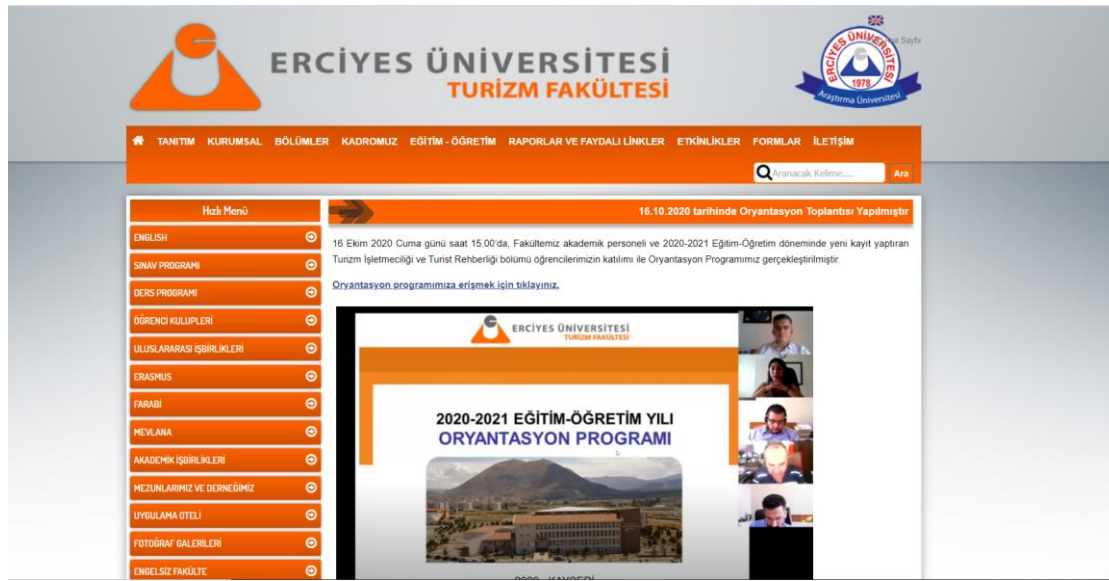 ERCİYES ÜNİVERSİTESİ
TURİZM FAKÜLTESİ
Sayfa
ERCİYES ÜNİVERSİTESİ
1978
Araştırma Üniversitesi
TANITIM KURUMSAL BÖLÜMLER KADROMUZ EĞİTİM - ÖĞRETİM RAPORLAR VE FAYDALI LİNKLER ETKİNLİKLER FORMLAR İLETİŞİM
Aranacak Kelime.... Ara
Hızlı Menü
ENGLISH
SINAV PROGRAMI
DERS PROGRAMI
ÖĞRENCİ KULUPLERİ
ULUSLARARASI İŞBİRLİKLERİ
ERASMUS
FARABİ
MEVLANA
AKADEMİK İŞBİRLİKLERİ
MEZUNLARIMIZ VE DERNEĞİMİZ
UYGULAMA OTELİ
FOTOĞRAF GALERİLERİ
ENGELSİZ FAKÜLTE
16.10.2020 tarihinde Oryantasyon Toplantısı Yapılmıştır
16 Ekim 2020 Cuma günü saat 15.00'da, Fakültemiz akademik personeli ve 2020-2021 Eğitim-Öğretim döneminde yeni kayıt yaptıran
Turizm İşletmeciliği ve Turist Rehberliği bölümü öğrencilerimizin katılımı ile Oryantasyon Programımız gerçekleştirilmiştir.
Oryantasyon programımıza erişmek için tıklayınız.
ERCİYES ÜNİVERSİTESİ
TURİZM FAKÜLTESİ
2020-2021 EĞİTİM-ÖĞRETİM YILI
ORYANTASYON PROGRAMI
2020 - KAYSERİ